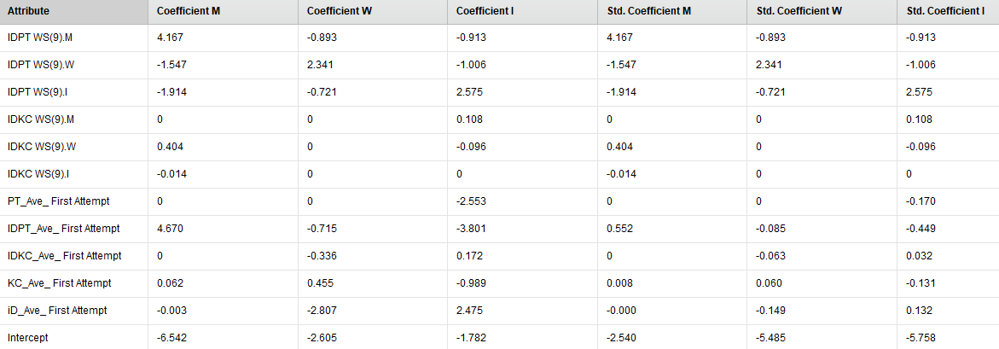 Attribute Coefficient M Coefficient W Coefficient I Std. Coefficient M Std. Coefficient W Std. Coefficient I
IDPT WS(9).M 4.167 -0.893 -0.913 4.167 -0.893 -0.913
IDPT WS(9).W -1.547 2.341 -1.006 -1.547 2.341 -1.006
IDPT WS(9).I -1.914 -0.721 2.575 -1.914 -0.721 2.575
IDKC WS(9).M 0 0 0.108 0 0 0.108
IDKC WS(9).W 0.404 0 -0.096 0.404 0 -0.096
IDKC WS(9).I -0.014 0 0 -0.014 0 0
PT_Ave_ First Attempt 0 0 -2.553 0 0 -0.170
IDPT_Ave_ First Attempt 4.670 -0.715 -3.801 0.552 -0.085 -0.449
IDKC_Ave_ First Attempt 0 -0.336 0.172 0 -0.063 0.032
KC_Ave_ First Attempt 0.062 0.455 -0.989 0.008 0.060 -0.131
iD_Ave_ First Attempt -0.003 -2.807 2.475 -0.000 -0.149 0.132
Intercept -6.542 -2.605 -1.782 -2.540 -5.485 -5.758